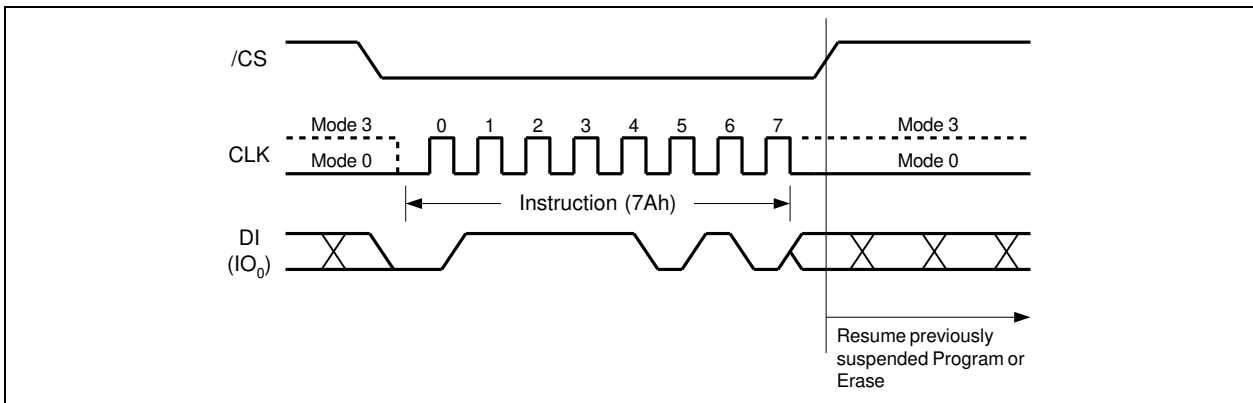 /CS
Mode 3
0 1 2 3 4 5 6 7
Mode 3
CLK
Mode 0
Mode 0
Instruction (7Ah)
DI
(IO0)
Resume previously
suspended Program or
Erase